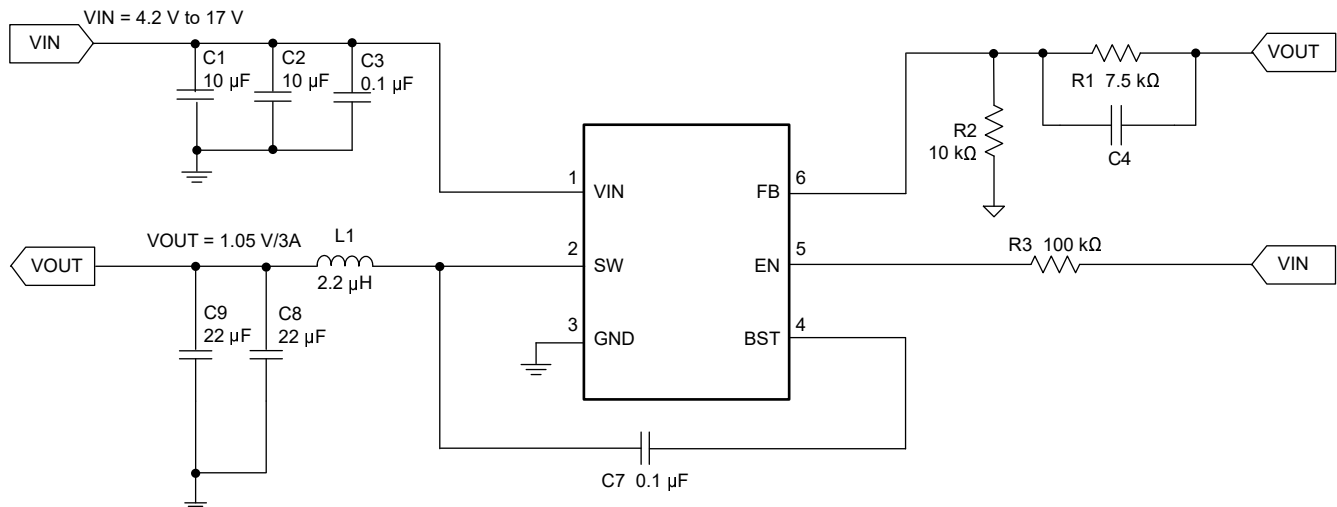 VIN = 4.2 V to 17 V
VIN
C1
10 µF
C2
10 µF
C3
0.1 µF
VOUT
R1 7.5 kΩ
R2
10 kΩ
C4
1
VIN
FB
6
VOUT = 1.05 V/3A
L1
VOUT
2.2 µH
2
SW
EN
5
R3 100 kΩ
VIN
C9
22 µF
C8
22 µF
3
GND
BST
4
C7 0.1 µF